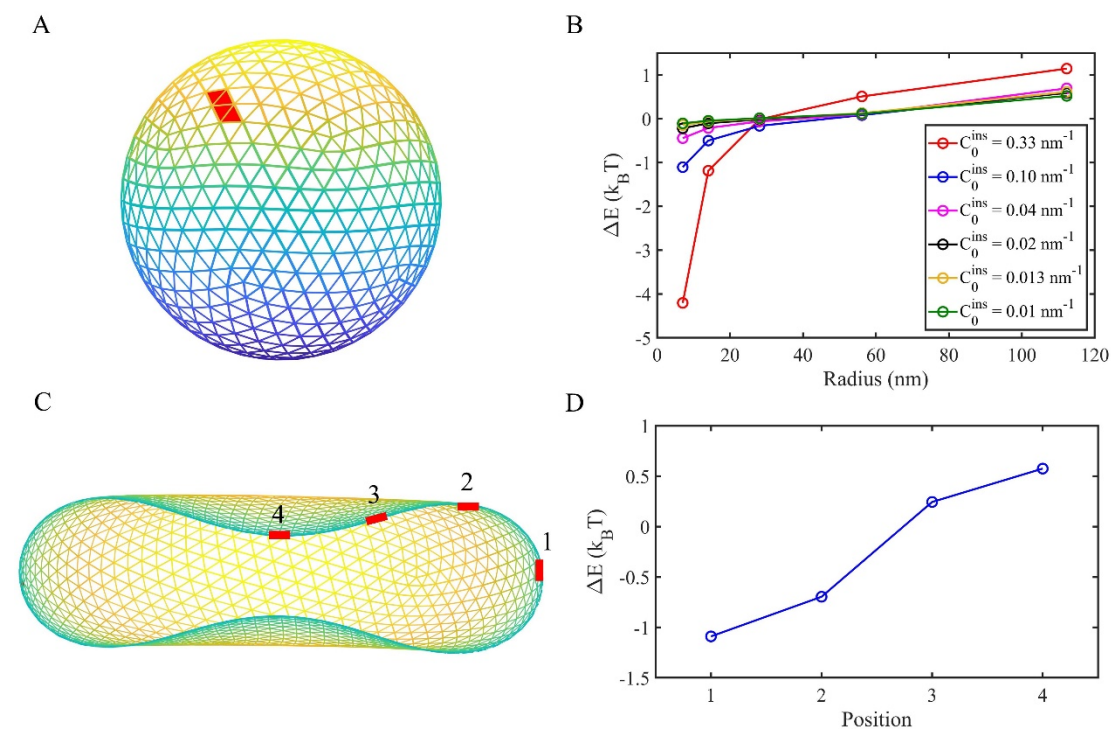 A
B
1
0
-1
-2
-3
-4
-5
ΔE (k_BT)
0 20 40 60 80 100 120
Radius (nm)
C_0^ins = 0.33 nm^-1
C_0^ins = 0.10 nm^-1
C_0^ins = 0.04 nm^-1
C_0^ins = 0.02 nm^-1
C_0^ins = 0.013 nm^-1
C_0^ins = 0.01 nm^-1
C
4
3
2
1
D
1
0.5
0
-0.5
-1
-1.5
ΔE (k_BT)
1 2 3 4
Position